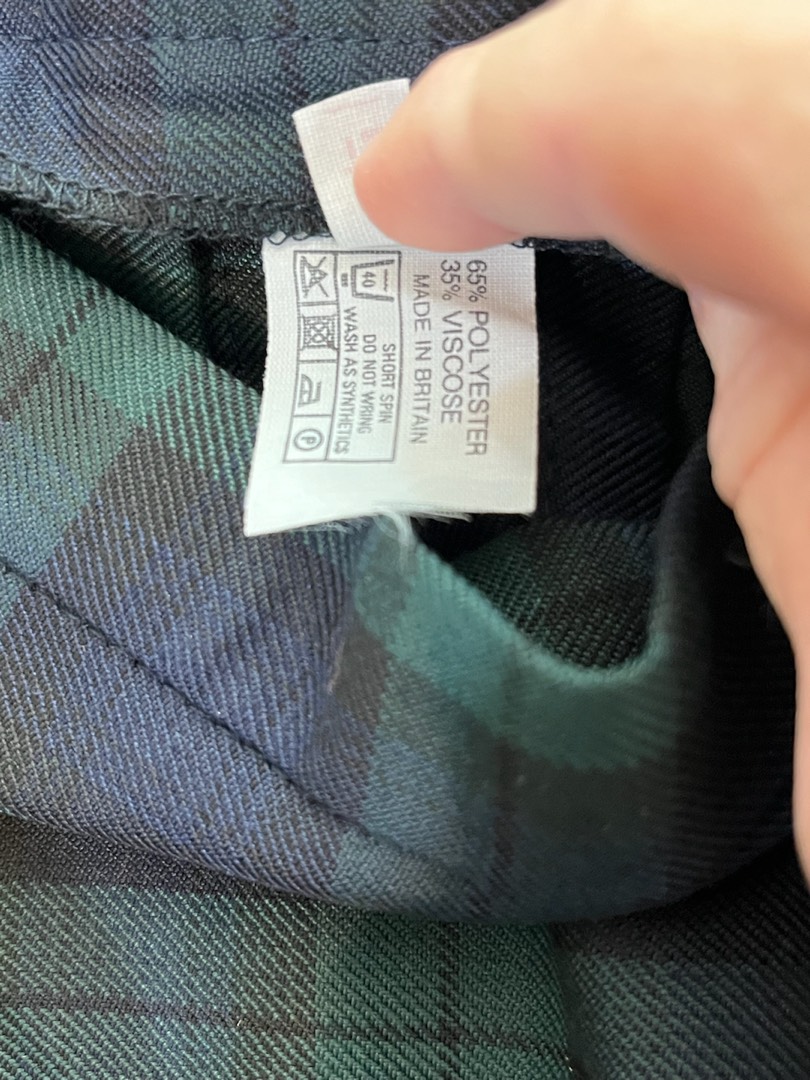 65% POLYESTER
35% VISCOSE
MADE IN BRITAIN
40
SHORT SPIN
DO NOT WRING
WASH AS SYNTHETICS
P